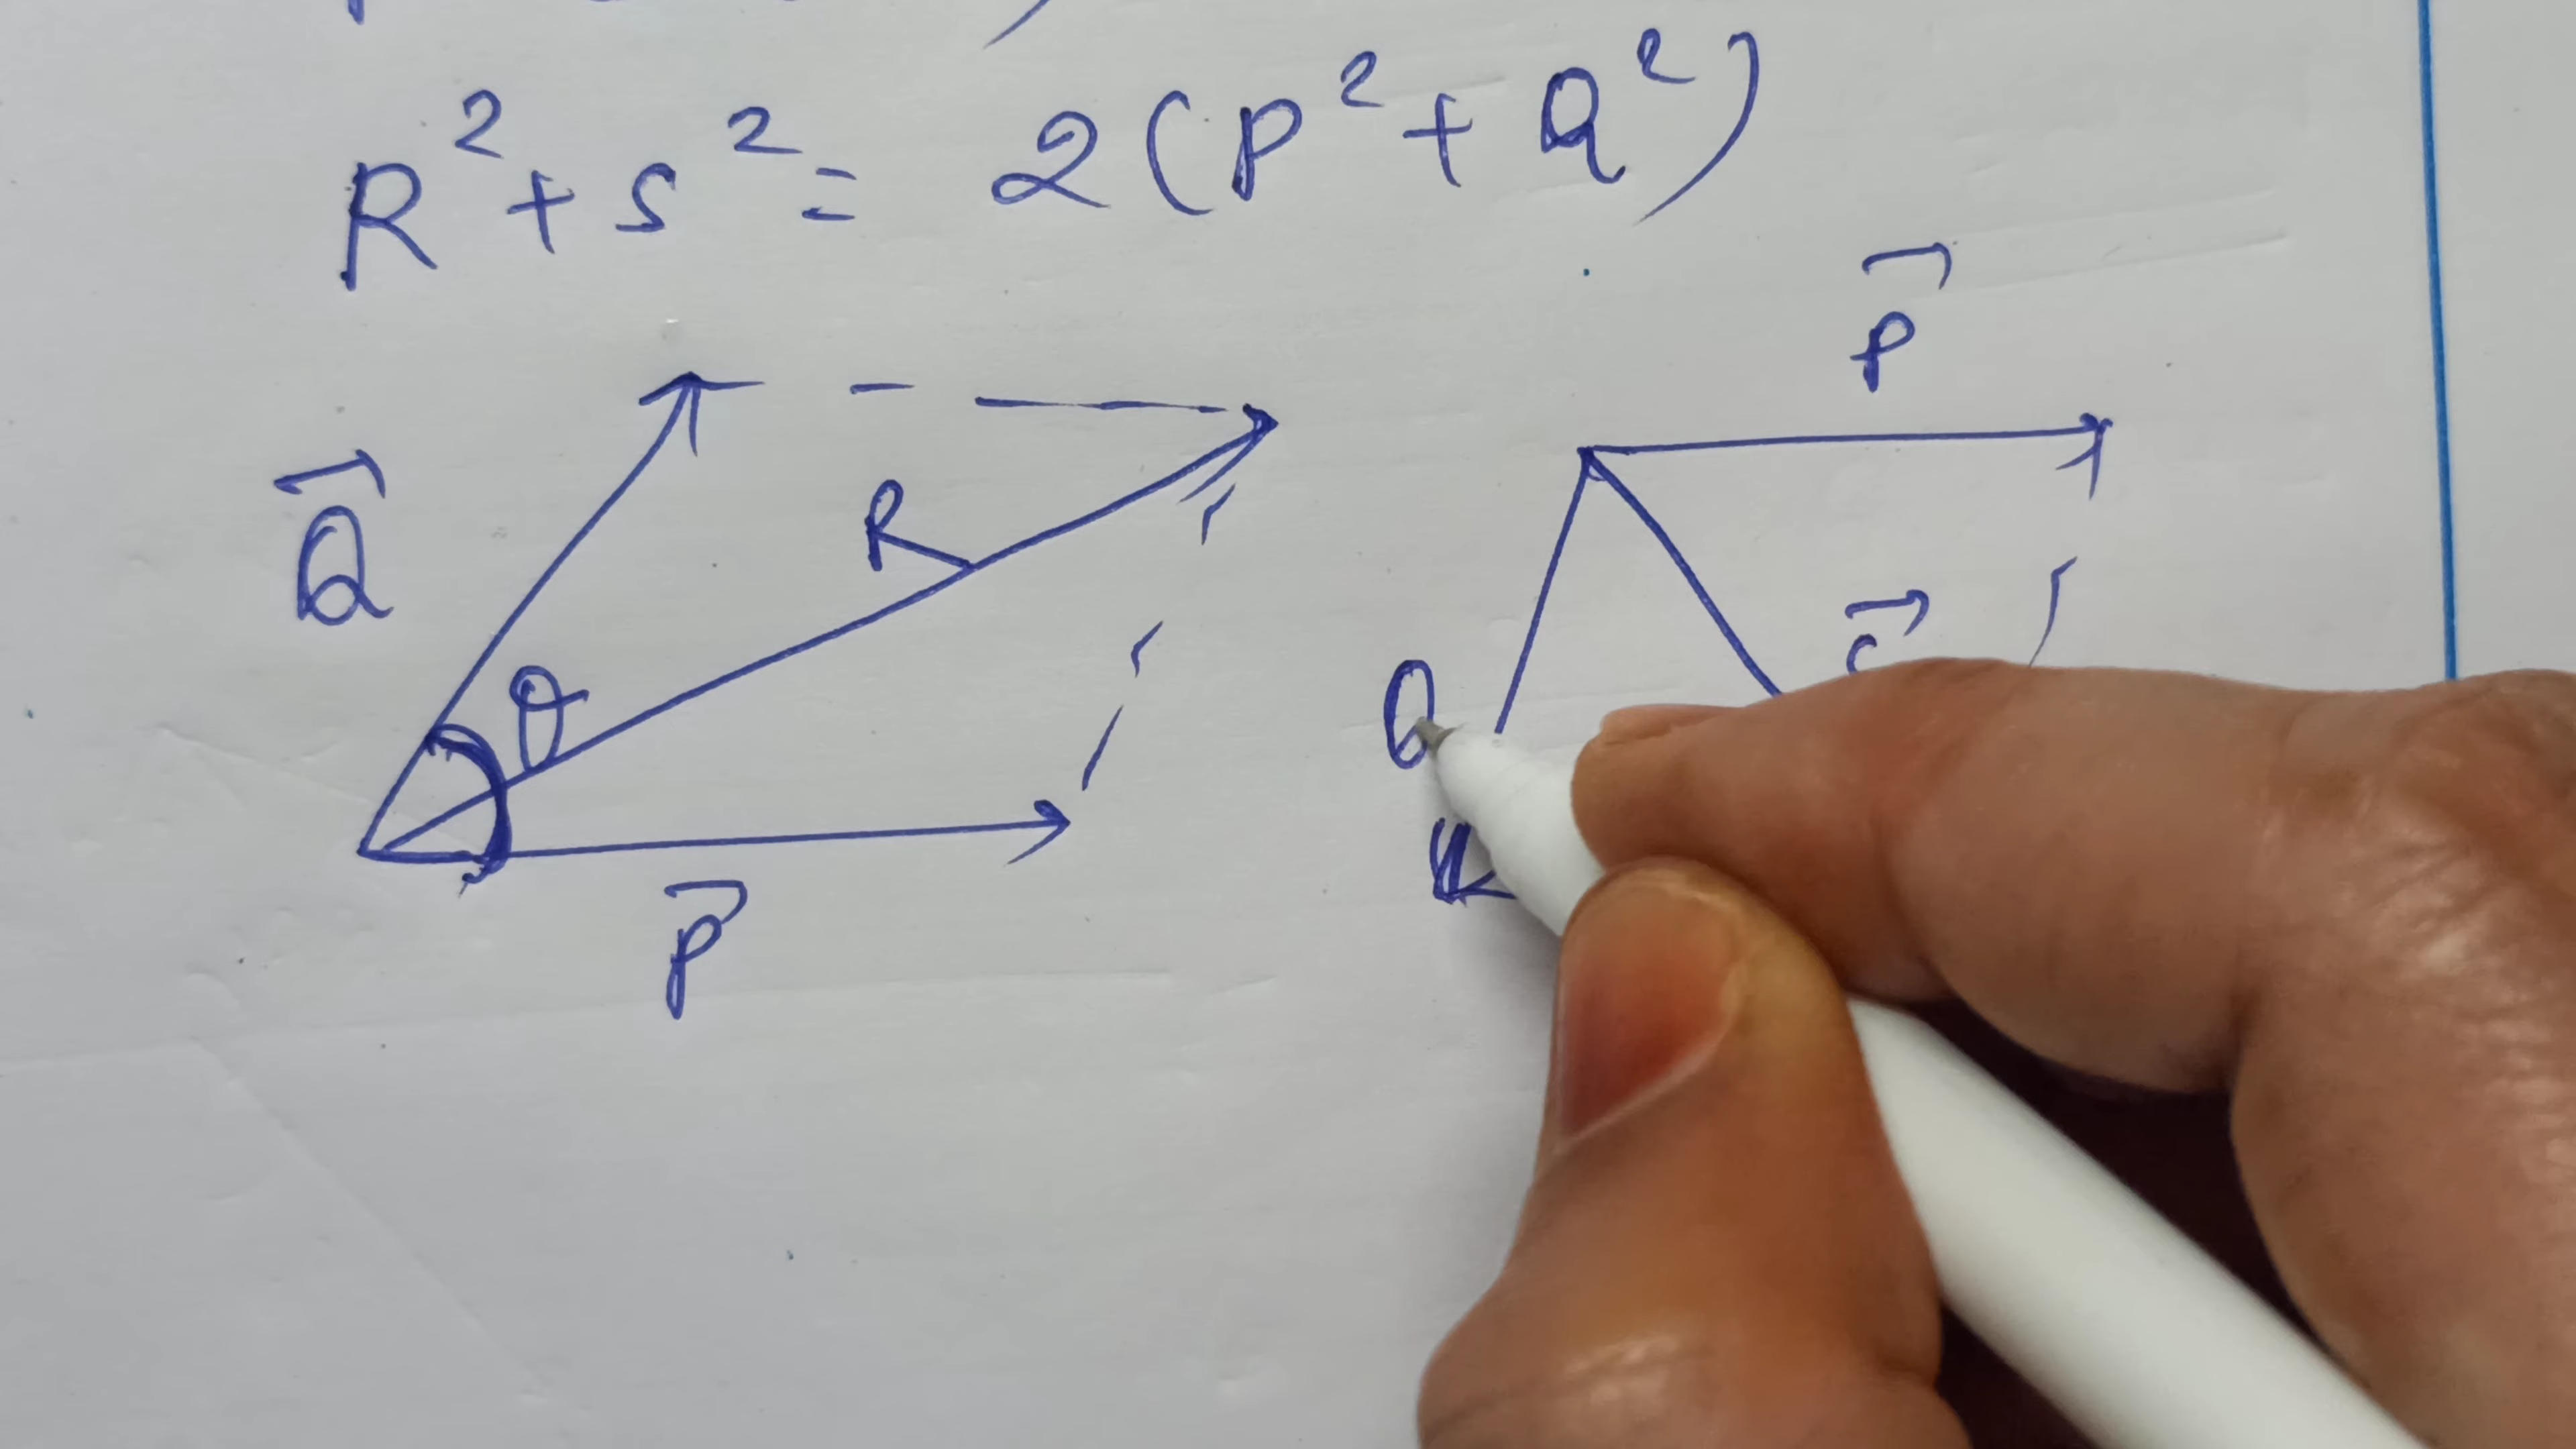 R² + s² = 2(P² + Q²)
P⃗
Q⃗
R
θ
Q
P⃗